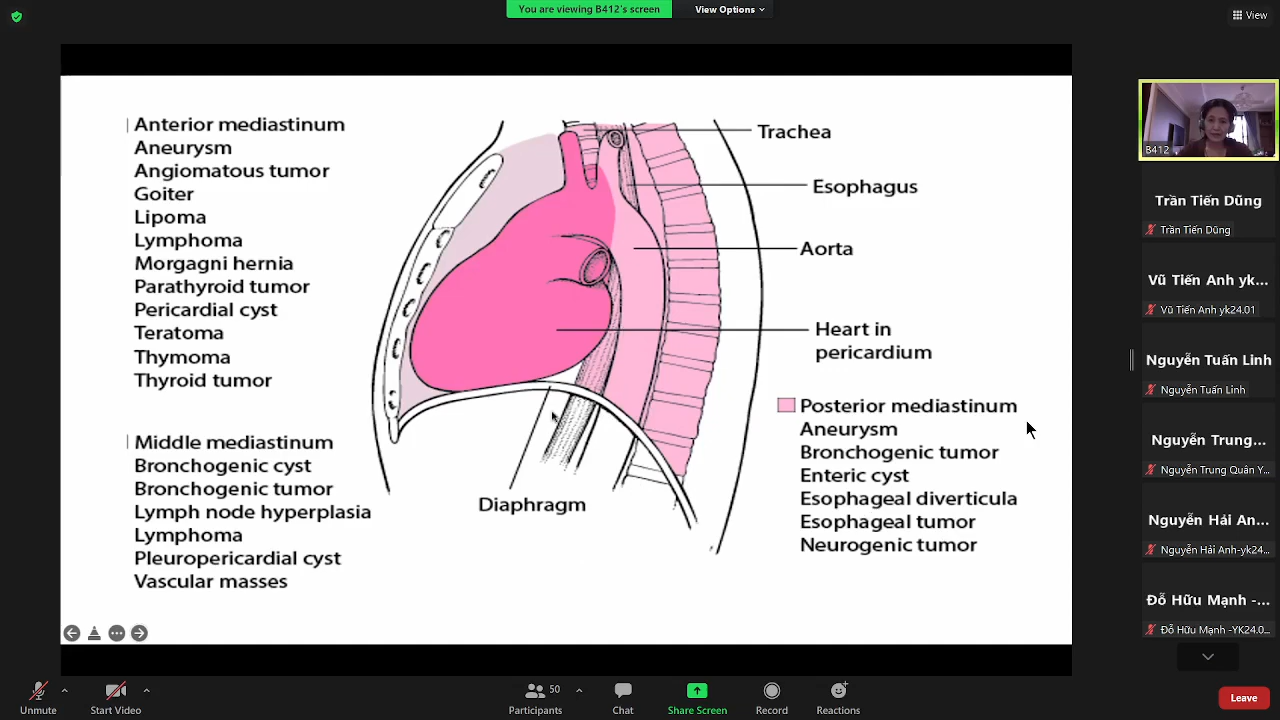 You are viewing B412's screen
View Options
View
Anterior mediastinum
Aneurysm
Angiomatous tumor
Goiter
Lipoma
Lymphoma
Morgagni hernia
Parathyroid tumor
Pericardial cyst
Teratoma
Thymoma
Thyroid tumor
Middle mediastinum
Bronchogenic cyst
Bronchogenic tumor
Lymph node hyperplasia
Lymphoma
Pleuropericardial cyst
Vascular masses
Diaphragm
Trachea
Esophagus
Aorta
Heart in
pericardium
Posterior mediastinum
Aneurysm
Bronchogenic tumor
Enteric cyst
Esophageal diverticula
Esophageal tumor
Neurogenic tumor
B412
Trần Tiến Dũng
Trần Tiến Dũng
Vũ Tiến Anh yk...
Vũ Tiến Anh yk24.01
Nguyễn Tuấn Linh
Nguyễn Tuấn Linh
Nguyễn Trung...
Nguyễn Trung Quân Y...
Nguyễn Hải An...
Nguyễn Hải Anh-yk24...
Đỗ Hữu Mạnh -...
Đỗ Hữu Mạnh -YK24.0...
Unmute
Start Video
50
Participants
Chat
Share Screen
Record
Reactions
Leave